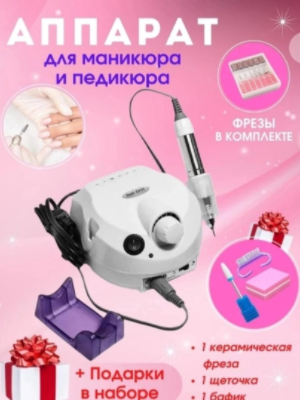 АППАРАТ
для маникюра
и педикюра
ФРЕЗЫ
В КОМПЛЕКТЕ
+ Подарки
в наборе
• 1 керамическая
фреза
• 1 щеточка
• 1 бафик